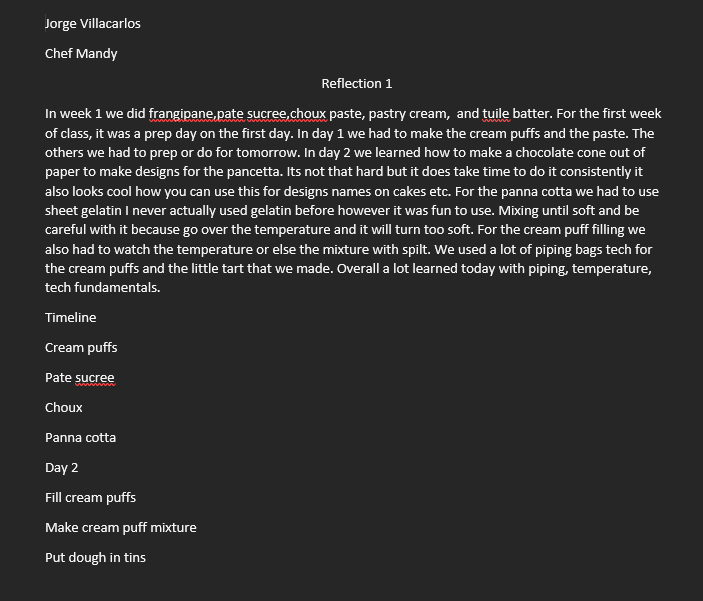 Jorge Villacarlos
Chef Mandy
Reflection 1
In week 1 we did frangipane,pate sucree,choux paste, pastry cream,  and tuile batter. For the first week
of class, it was a prep day on the first day. In day 1 we had to make the cream puffs and the paste. The
others we had to prep or do for tomorrow. In day 2 we learned how to make a chocolate cone out of
paper to make designs for the pancetta. Its not that hard but it does take time to do it consistently it
also looks cool how you can use this for designs names on cakes etc. For the panna cotta we had to use
sheet gelatin I never actually used gelatin before however it was fun to use. Mixing until soft and be
careful with it because go over the temperature and it will turn too soft. For the cream puff filling we
also had to watch the temperature or else the mixture with spilt. We used a lot of piping bags tech for
the cream puffs and the little tart that we made. Overall a lot learned today with piping, temperature,
tech fundamentals.
Timeline
Cream puffs
Pate sucree
Choux
Panna cotta
Day 2
Fill cream puffs
Make cream puff mixture
Put dough in tins